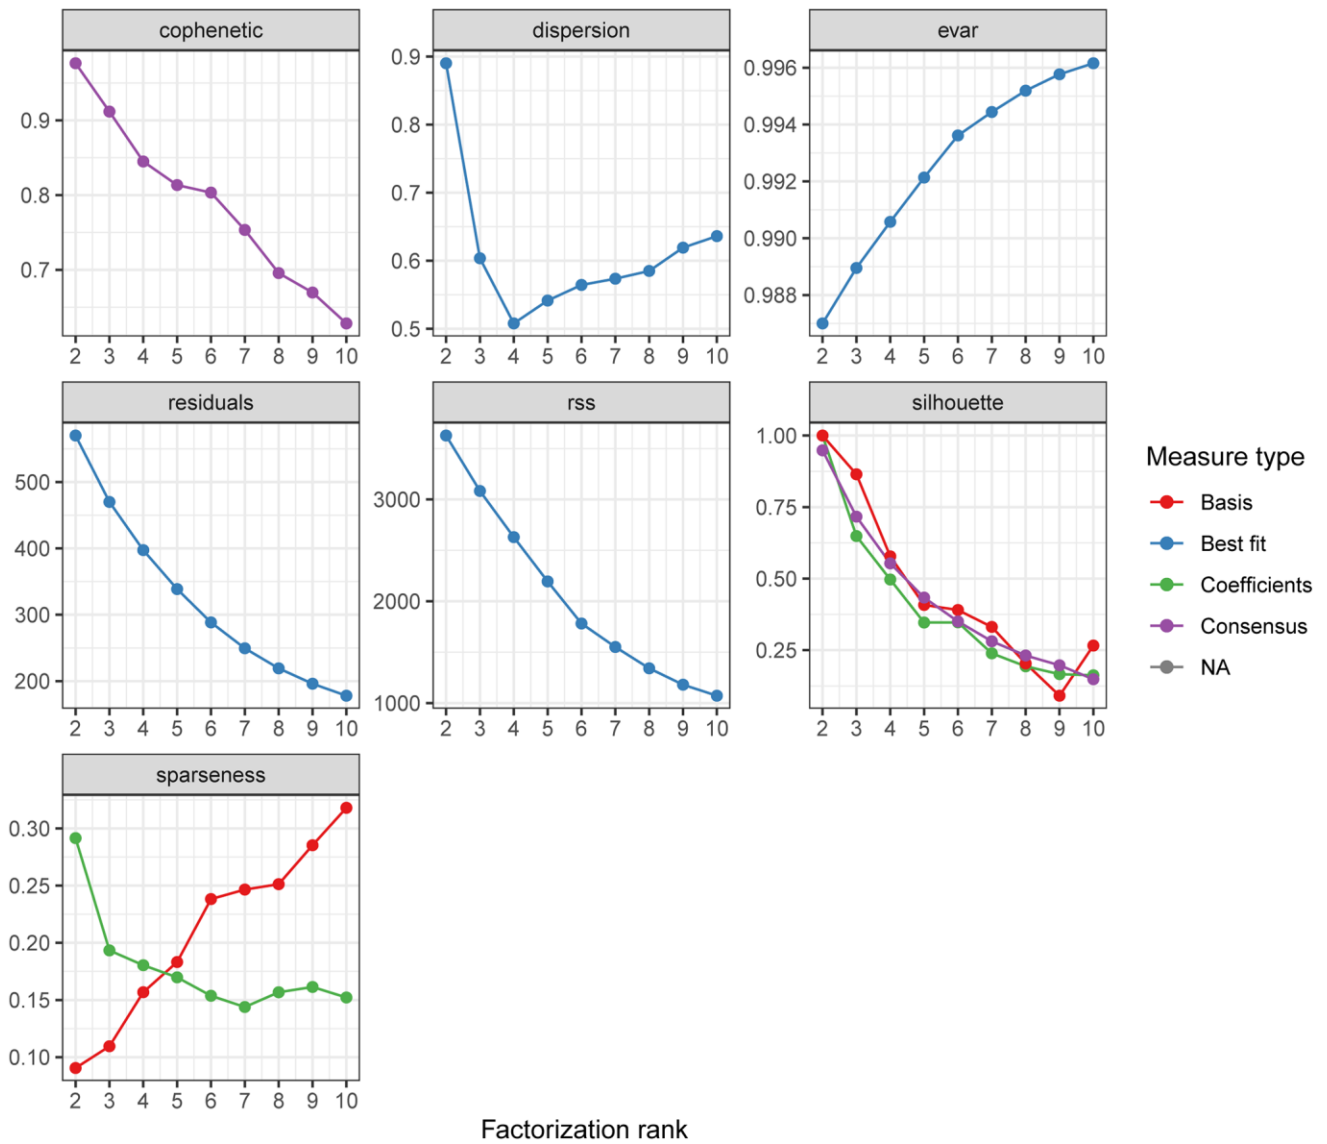 cophenetic
dispersion
evar
0.9
0.8
0.7
2 3 4 5 6 7 8 9 10
0.9
0.8
0.7
0.6
0.5
2 3 4 5 6 7 8 9 10
0.996
0.994
0.992
0.990
0.988
2 3 4 5 6 7 8 9 10
residuals
rss
silhouette
500
400
300
200
2 3 4 5 6 7 8 9 10
3000
2000
1000
2 3 4 5 6 7 8 9 10
1.00
0.75
0.50
0.25
2 3 4 5 6 7 8 9 10
Measure type
Basis
Best fit
Coefficients
Consensus
NA
sparseness
0.30
0.25
0.20
0.15
0.10
2 3 4 5 6 7 8 9 10
Factorization rank